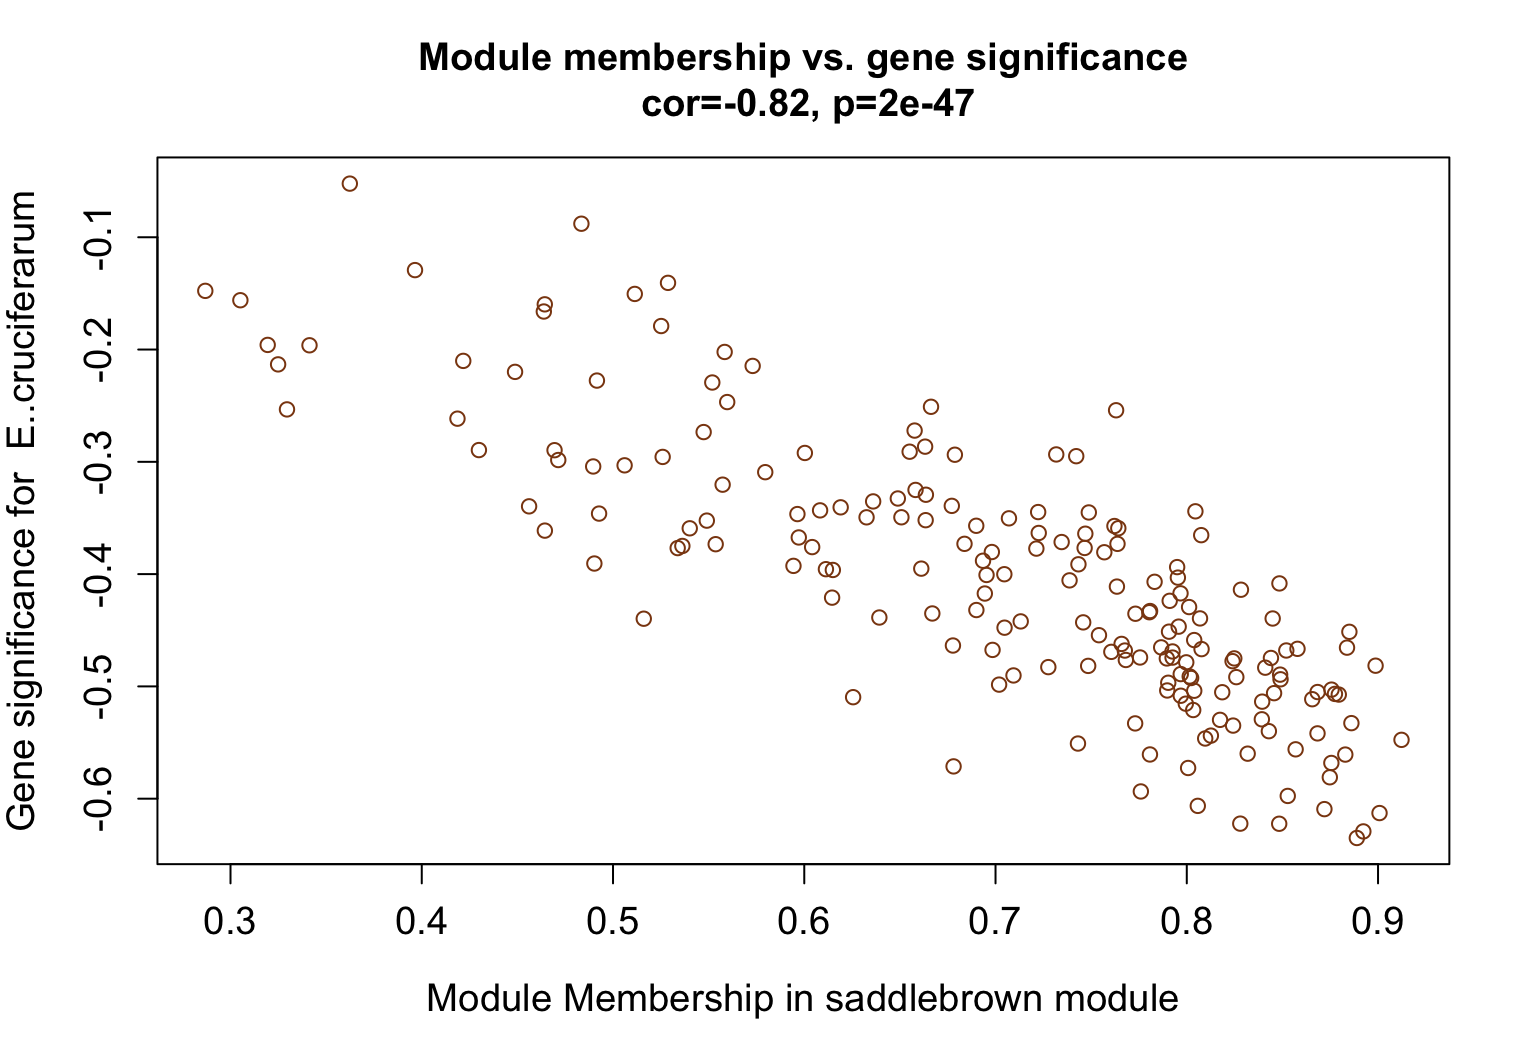 Module membership vs. gene significance
cor=-0.82, p=2e-47
Gene significance for  E..cruciferarum
-0.1
-0.2
-0.3
-0.4
-0.5
-0.6
0.3 0.4 0.5 0.6 0.7 0.8 0.9
Module Membership in saddlebrown module